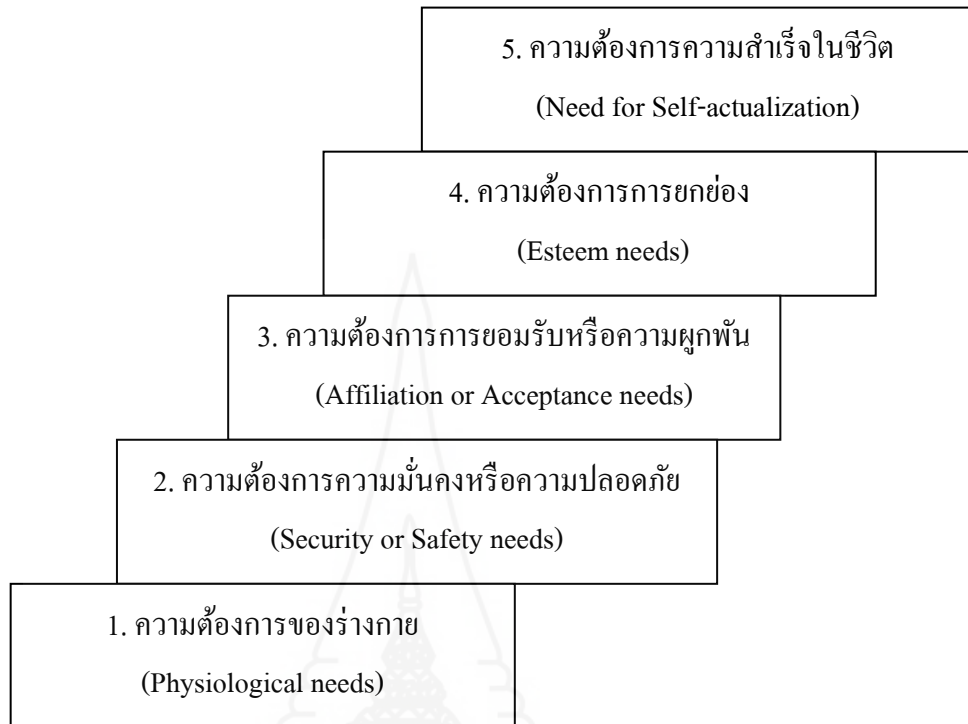 5. ความต้องการความสำเร็จในชีวิต
(Need for Self-actualization)
4. ความต้องการการยกย่อง
(Esteem needs)
3. ความต้องการการยอมรับหรือความผูกพัน
(Affiliation or Acceptance needs)
2. ความต้องการความมั่นคงหรือความปลอดภัย
(Security or Safety needs)
1. ความต้องการของร่างกาย
(Physiological needs)